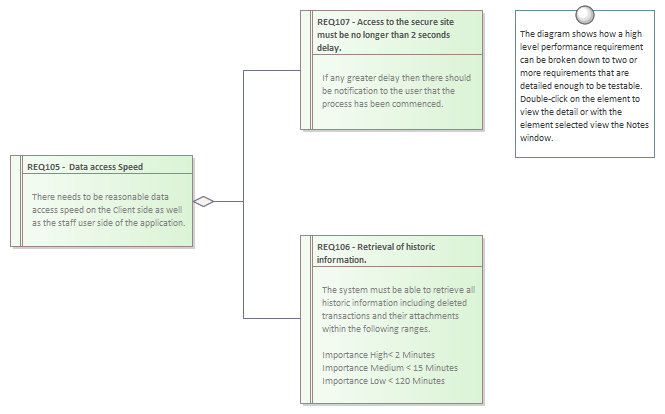 REQ107 - Access to the secure site
must be no longer than 2 seconds
delay.
If any greater delay then there should
be notification to the user that the
process has been commenced.
The diagram shows how a high
level performance requirement
can be broken down to two or
more requirements that are
detailed enough to be testable.
Double-click on the element to
view the detail or with the
element selected view the Notes
window.
REQ105 - Data access Speed
There needs to be reasonable data
access speed on the Client side as well
as the staff user side of the application.
REQ106 - Retrieval of historic
information.
The system must be able to retrieve all
historic information including deleted
transactions and their attachments
within the following ranges.
Importance High< 2 Minutes
Importance Medium < 15 Minutes
Importance Low < 120 Minutes